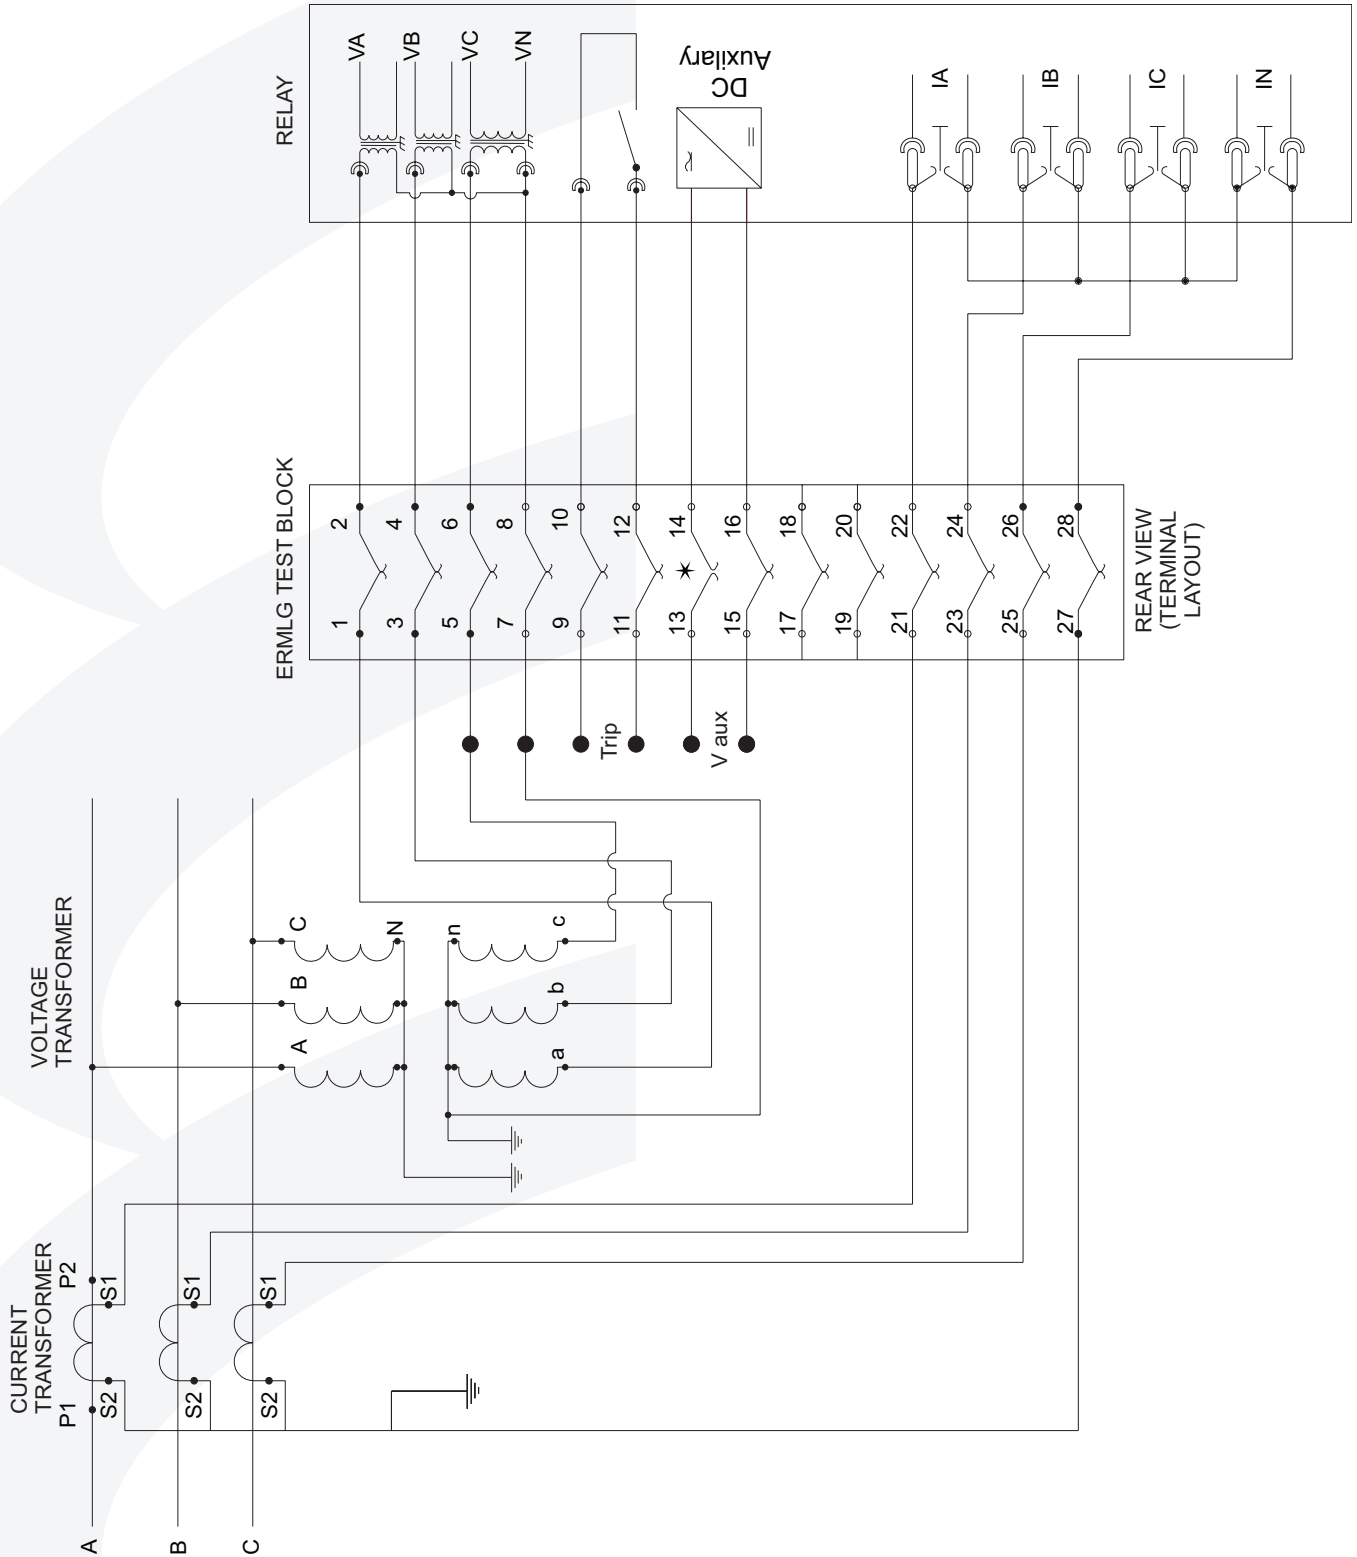 CURRENT
TRANSFORMER
P1
P2
S2
S1
S2
S1
S2
S1
A
B
C
VOLTAGE
TRANSFORMER
A
B
C
N
n
a
b
c
ERMLG TEST BLOCK
1
2
3
4
5
6
7
8
9
10
11
12
13
14
15
16
17
18
19
20
21
22
23
24
25
26
27
28
Trip
V aux
REAR VIEW
(TERMINAL
LAYOUT)
RELAY
VA
VB
VC
VN
DC
Auxilary
IA
IB
IC
IN